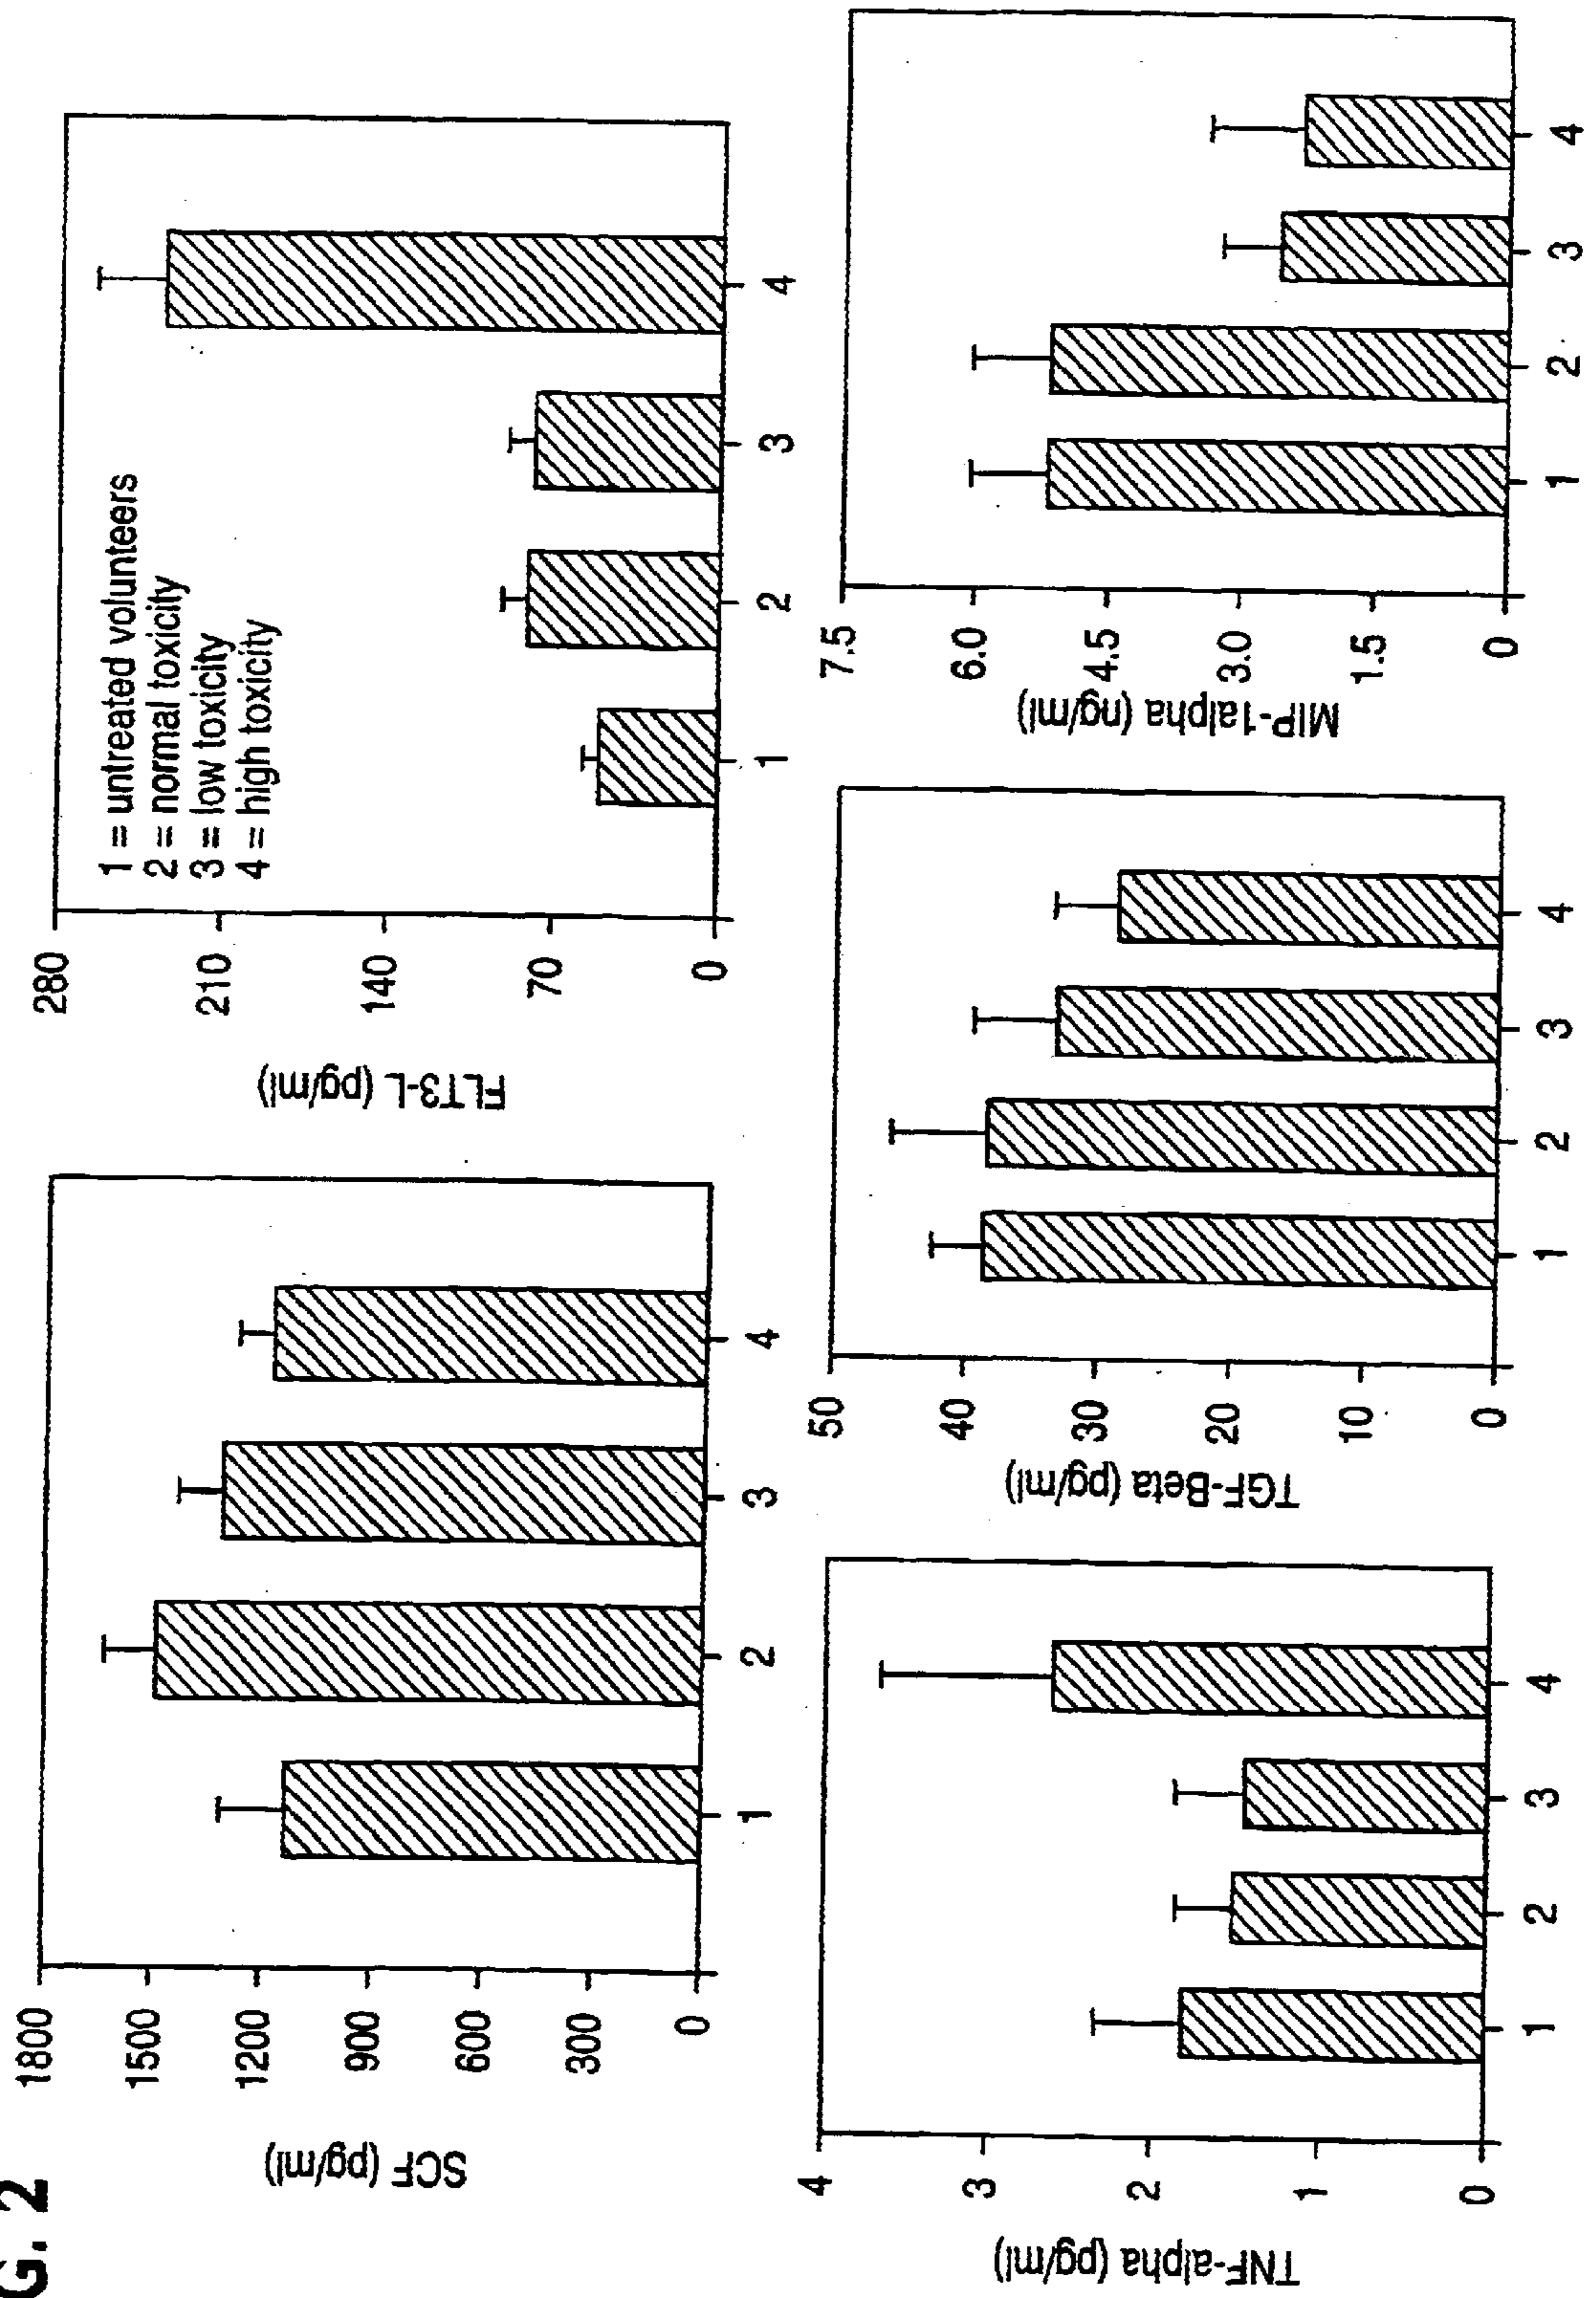 G. 2
SCF (pg/ml)
1800
1500
1200
900
600
300
0
1 2 3 4
FLT3-L (pg/ml)
280
210
140
70
0
1 = untreated volunteers
2 = normal toxicity
3 = low toxicity
4 = high toxicity
1 2 3 4
TNF-alpha (pg/ml)
4
3
2
1
0
1 2 3 4
TGF-Beta (pg/ml)
50
40
30
20
10
0
1 2 3 4
MIP-1alpha (ng/ml)
7.5
6.0
4.5
3.0
1.5
0
1 2 3 4